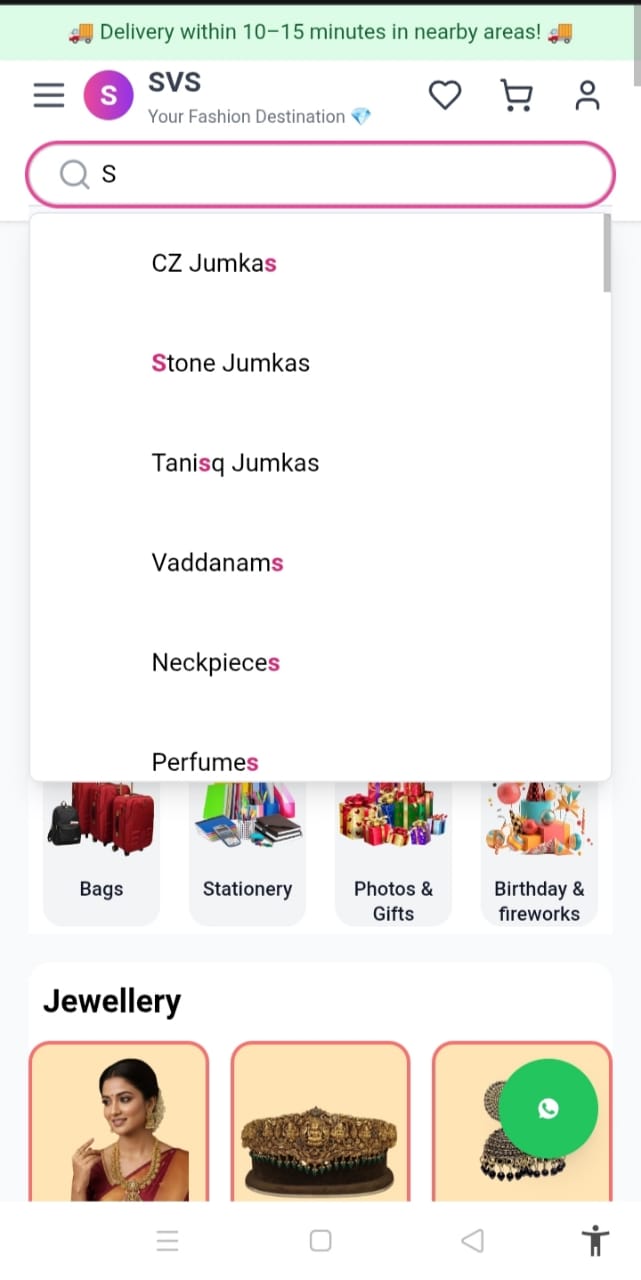 🚚 Delivery within 10–15 minutes in nearby areas! 🚚
S
SVS
Your Fashion Destination 💎
S
CZ Jumkas
Stone Jumkas
Tanisq Jumkas
Vaddanams
Neckpieces
Perfumes
Bags
Stationery
Photos &
Gifts
Birthday &
fireworks
Jewellery